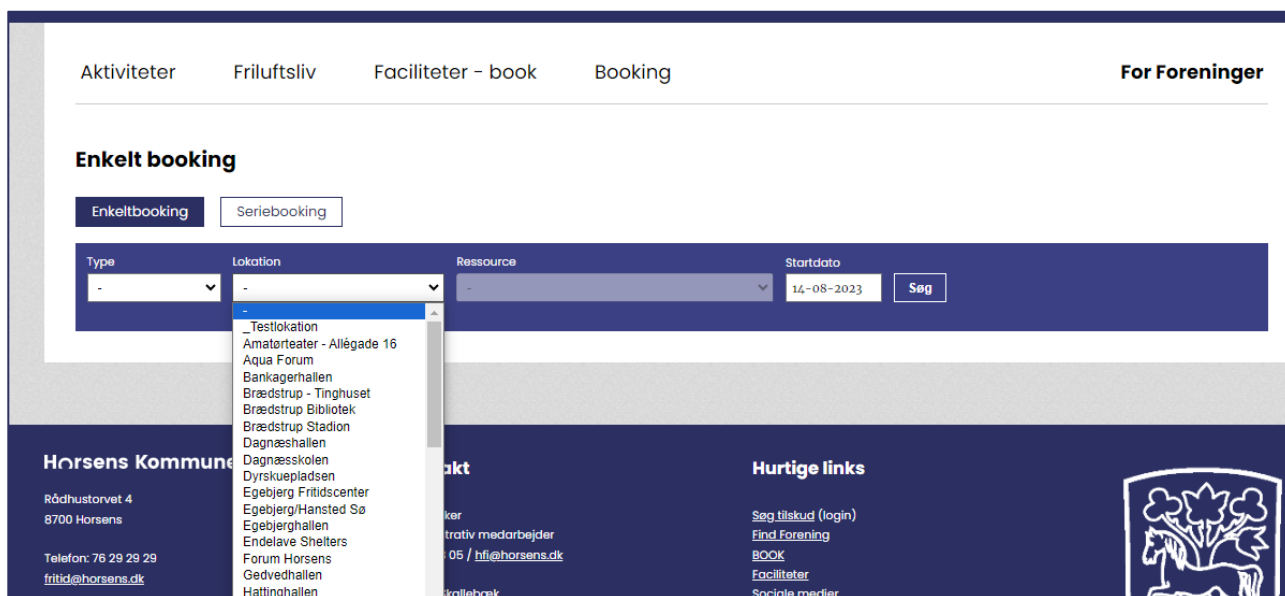 Aktiviteter Friluftsliv Faciliteter - book Booking For Foreninger
Enkelt booking
Enkeltbooking Seriebooking
Type Lokation Ressource Startdato
- - - 14-08-2023 Søg
-
_Testlokation
Amatørteater - Allégade 16
Aqua Forum
Bankagerhallen
Brædstrup - Tinghuset
Brædstrup Bibliotek
Brædstrup Stadion
Dagnæshallen
Dagnæsskolen
Dyrskuepladsen
Egebjerg Fritidscenter
Egebjerg/Hansted Sø
Egebjerghallen
Endelave Shelters
Forum Horsens
Gedvedhallen
Hattinghallen
Horsens Kommune
Rådhustorvet 4
8700 Horsens
Telefon: 76 29 29 29
fritid@horsens.dk
akt
ker
trativ medarbejder
05 / hfi@horsens.dk
kallebæk
Hurtige links
Søg tilskud (login)
Find Forening
BOOK
Faciliteter
Sociale medier